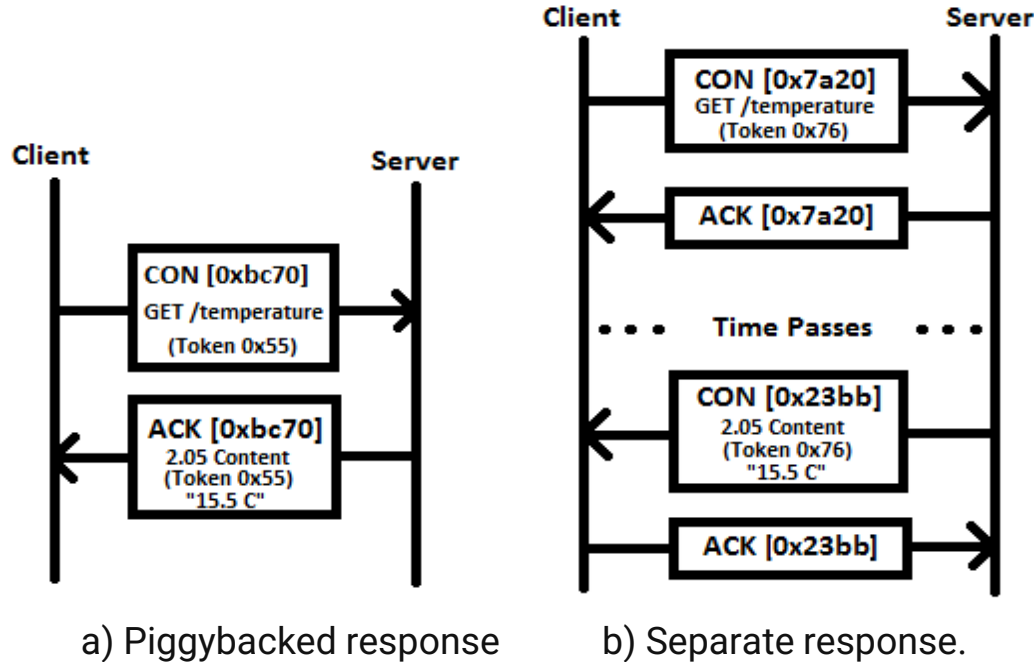 Client
Server
CON [0xbc70]
GET /temperature
(Token 0x55)
ACK [0xbc70]
2.05 Content
(Token 0x55)
"15.5 C"
a) Piggybacked response
Client
Server
CON [0x7a20]
GET /temperature
(Token 0x76)
ACK [0x7a20]
Time Passes
CON [0x23bb]
2.05 Content
(Token 0x76)
"15.5 C"
ACK [0x23bb]
b) Separate response.